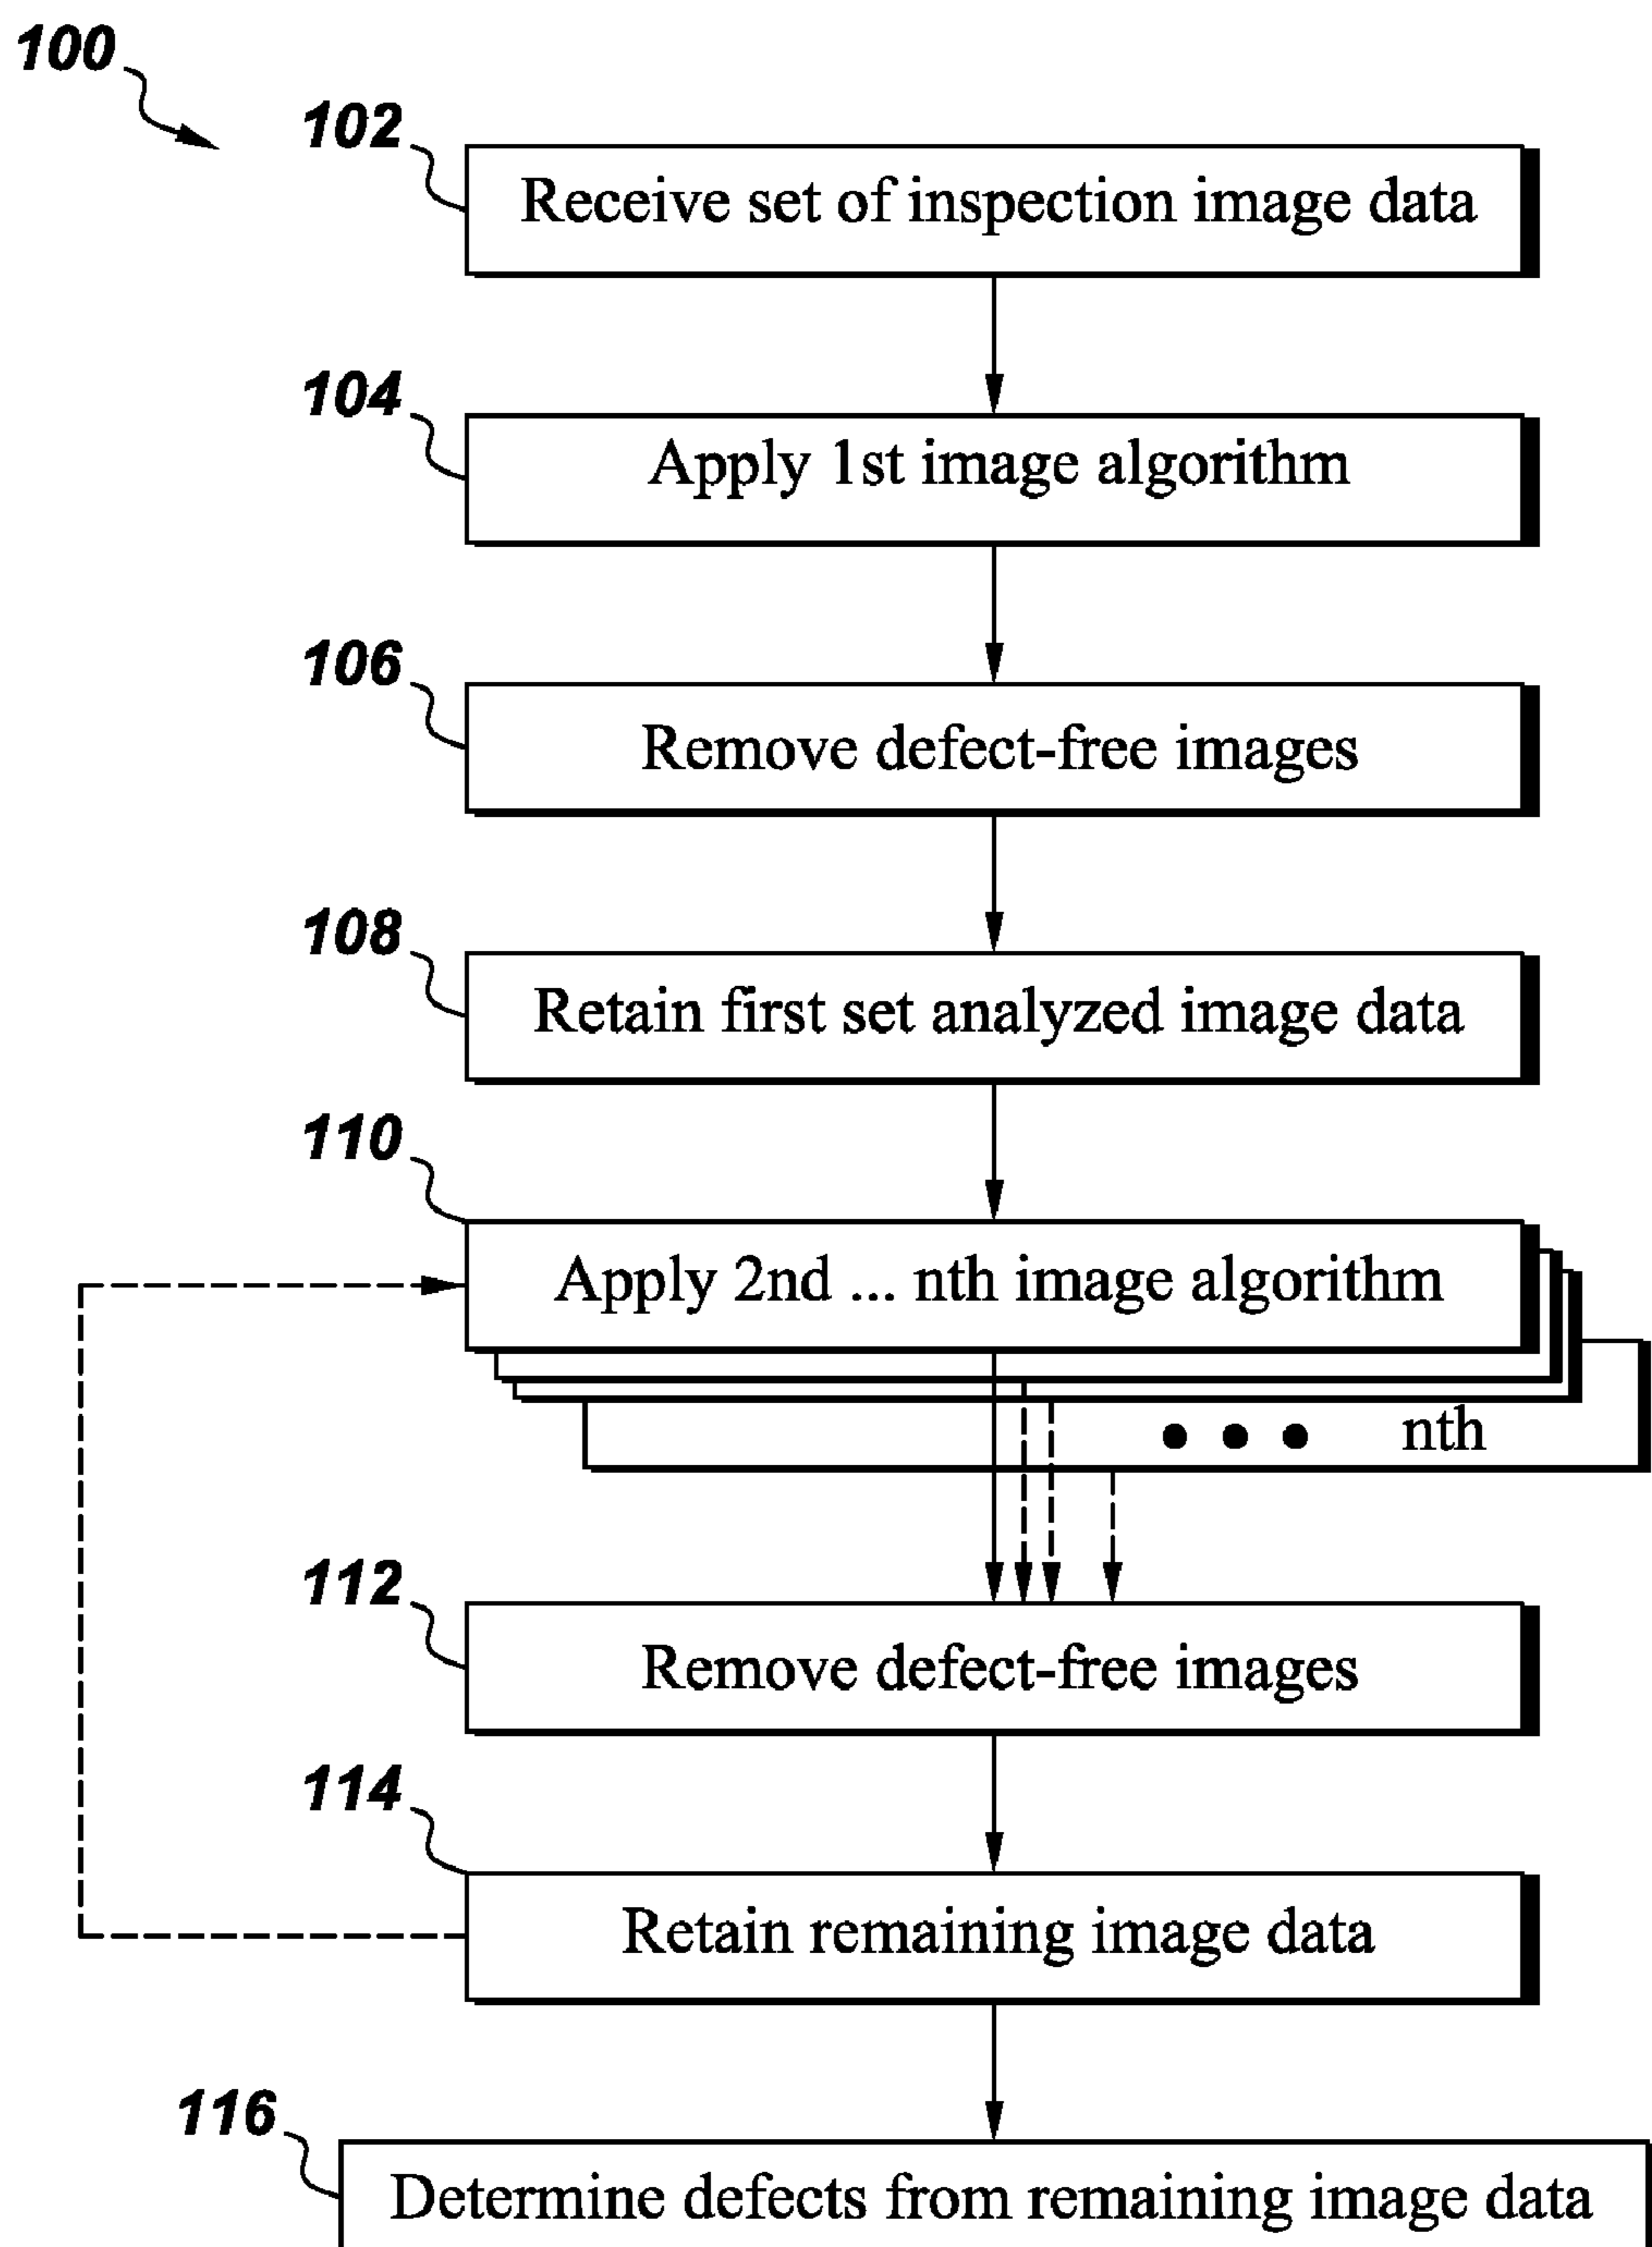 100
102
Receive set of inspection image data
104
Apply 1st image algorithm
106
Remove defect-free images
108
Retain first set analyzed image data
110
Apply 2nd ... nth image algorithm
● ● ● nth
112
Remove defect-free images
114
Retain remaining image data
116
Determine defects from remaining image data